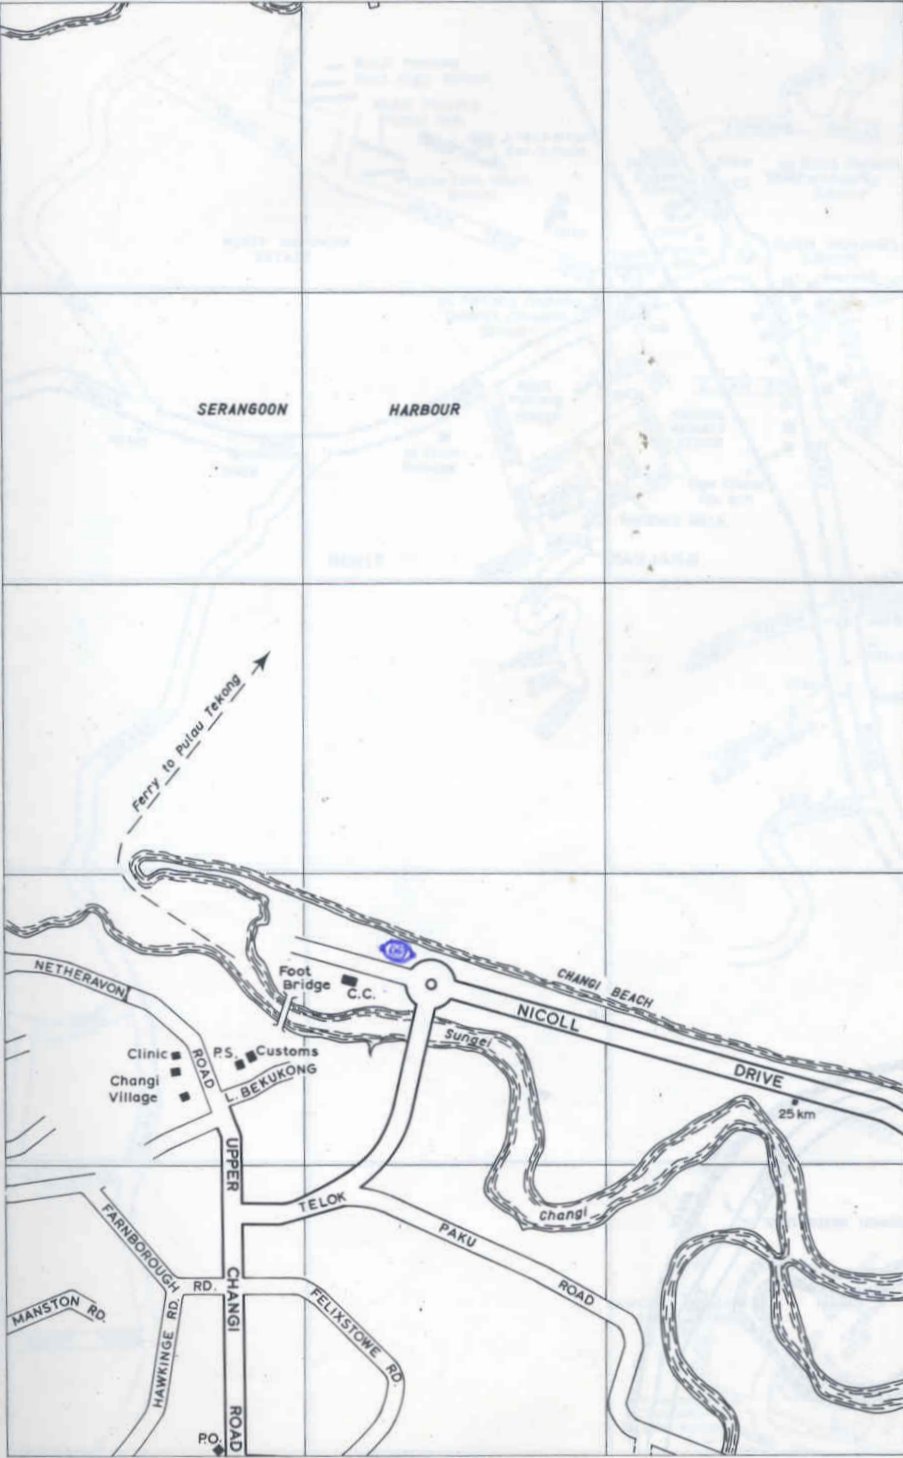 SERANGOON HARBOUR
Ferry to Pulau Tekong
CHANGI BEACH
NETHERAVON
ROAD
Foot
Bridge
C.C.
NICOLL
DRIVE
Sungei
Clinic
P.S.
Customs
Changi
Village
L. BEKUKONG
25 km
UPPER
CHANGI
ROAD
TELOK
PAKU
ROAD
Changi
FARNBOROUGH
RD.
MANSTON RD.
HAWKINGE RD.
FELIXSTOWE RD.
P.O.